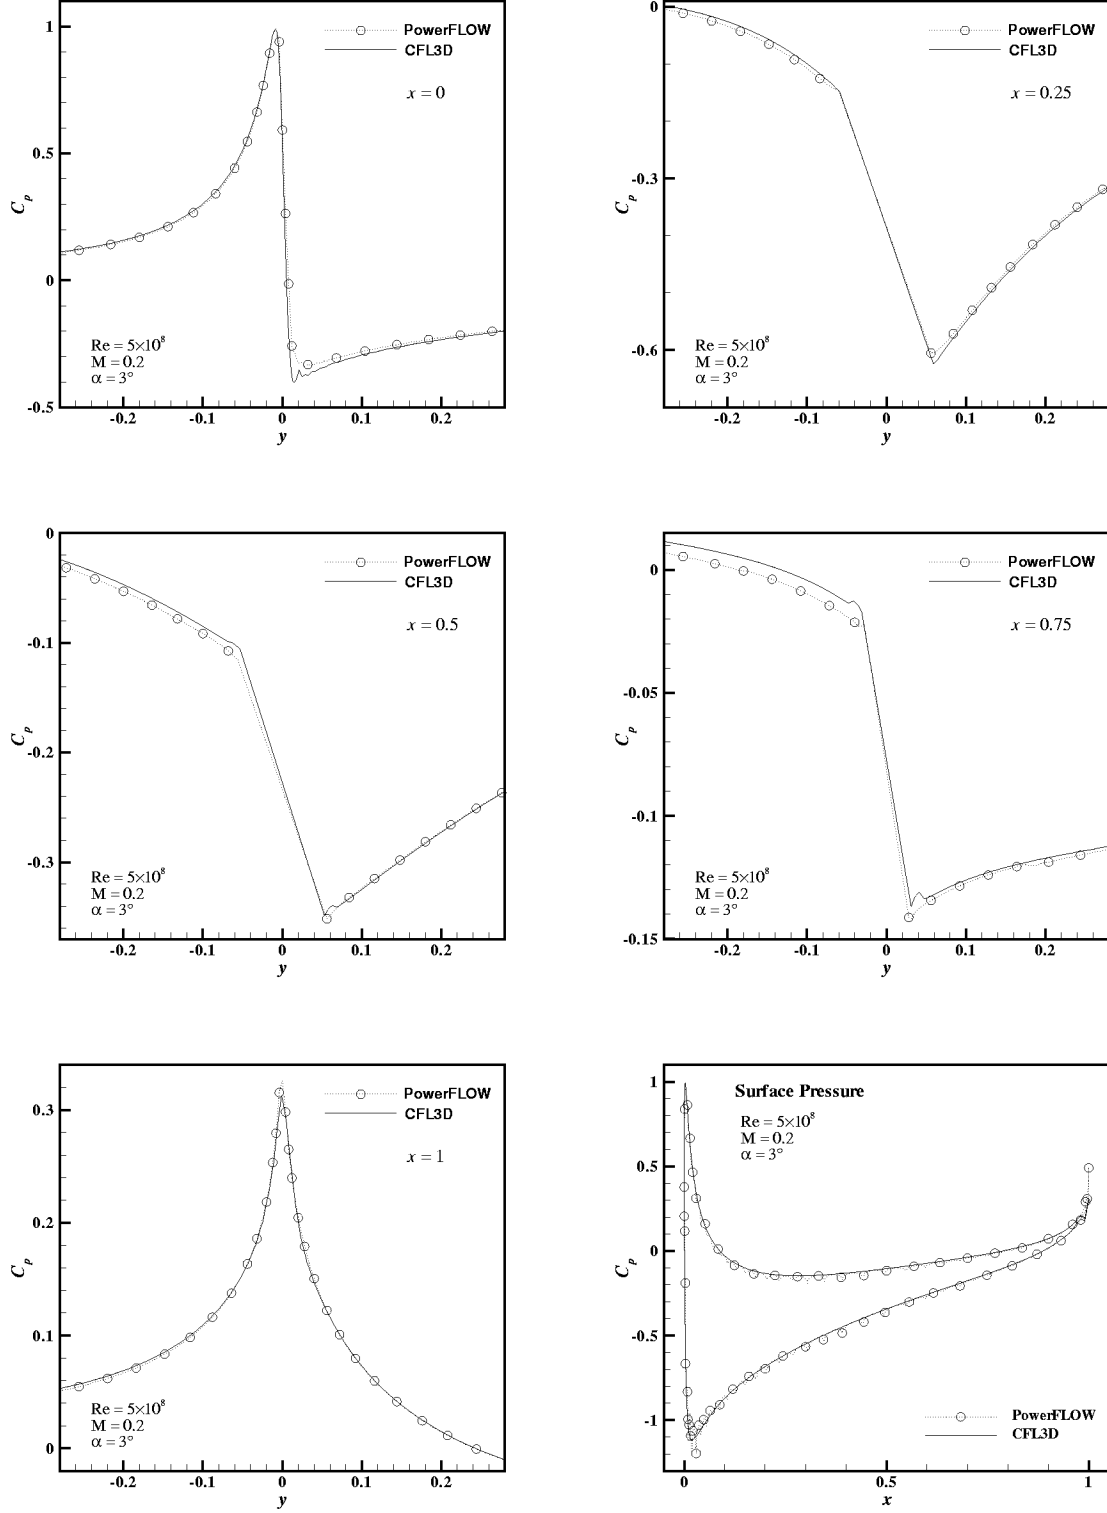 PowerFLOW
CFL3D
x = 0
1
0.5
0
-0.5
C_p
Re = 5×10⁸
M = 0.2
α = 3°
-0.2
-0.1
0
0.1
0.2
y
PowerFLOW
CFL3D
x = 0.25
0
-0.3
-0.6
C_p
Re = 5×10⁸
M = 0.2
α = 3°
-0.2
-0.1
0
0.1
0.2
y
PowerFLOW
CFL3D
x = 0.5
0
-0.1
-0.2
-0.3
C_p
Re = 5×10⁸
M = 0.2
α = 3°
-0.2
-0.1
0
0.1
0.2
y
PowerFLOW
CFL3D
x = 0.75
0
-0.05
-0.1
-0.15
C_p
Re = 5×10⁸
M = 0.2
α = 3°
-0.2
-0.1
0
0.1
0.2
y
PowerFLOW
CFL3D
x = 1
0.3
0.2
0.1
0
C_p
Re = 5×10⁸
M = 0.2
α = 3°
-0.2
-0.1
0
0.1
0.2
y
Surface Pressure
Re = 5×10⁸
M = 0.2
α = 3°
1
0.5
0
-0.5
-1
C_p
PowerFLOW
CFL3D
0
0.5
1
x